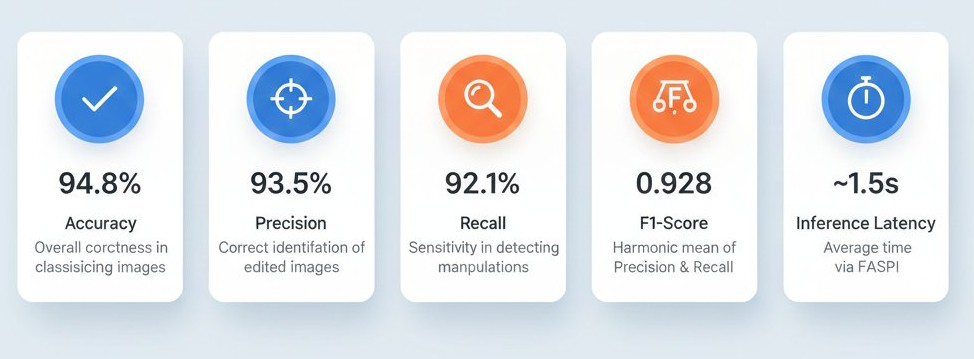 94.8%
Accuracy
Overall corctness in
classisicing images
93.5%
Precision
Correct identifation of
edited images
92.1%
Recall
Sensitivity in detecting
manpulations
F
0.928
F1-Score
Harmonic mean of
Precision & Recall
~1.5s
Inference Latency
Average time
via FASPI